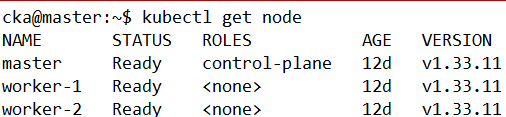 cka@master:~$ kubectl get node
NAME STATUS ROLES AGE VERSION
master Ready control-plane 12d v1.33.11
worker-1 Ready <none> 12d v1.33.11
worker-2 Ready <none> 12d v1.33.11